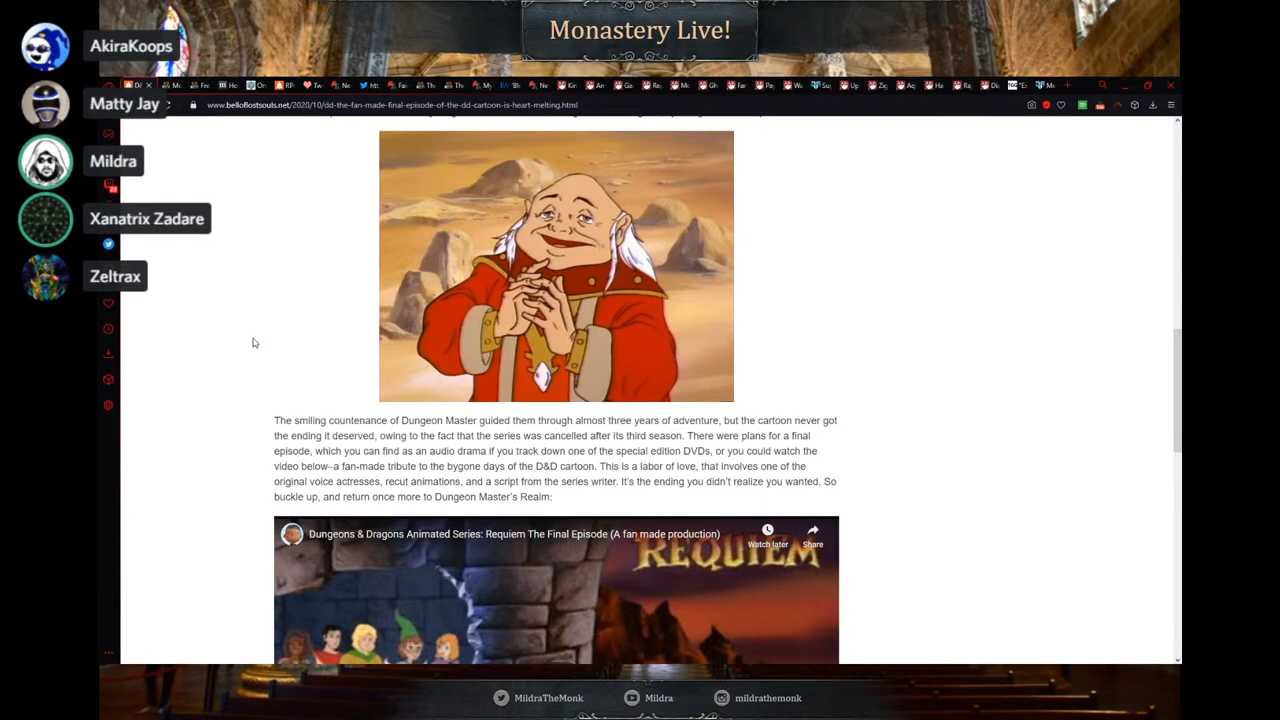 Monastery Live!
AkiraKoops
Matty Jay
Mildra
Xanatrix Zadare
Zeltrax
www.belloflostsouls.net/2020/10/dd-the-fan-made-final-episode-of-the-dd-cartoon-is-heart-melting.html
The smiling countenance of Dungeon Master guided them through almost three years of adventure, but the cartoon never got
the ending it deserved, owing to the fact that the series was cancelled after its third season. There were plans for a final
episode, which you can find as an audio drama if you track down one of the special edition DVDs, or you could watch the
video below–a fan-made tribute to the bygone days of the D&D cartoon. This is a labor of love, that involves one of the
original voice actresses, recut animations, and a script from the series writer. It's the ending you didn't realize you wanted. So
buckle up, and return once more to Dungeon Master's Realm:
Dungeons & Dragons Animated Series: Requiem The Final Episode (A fan made production)
Watch later
Share
REQUIEM
MildraTheMonk
Mildra
mildrathemonk